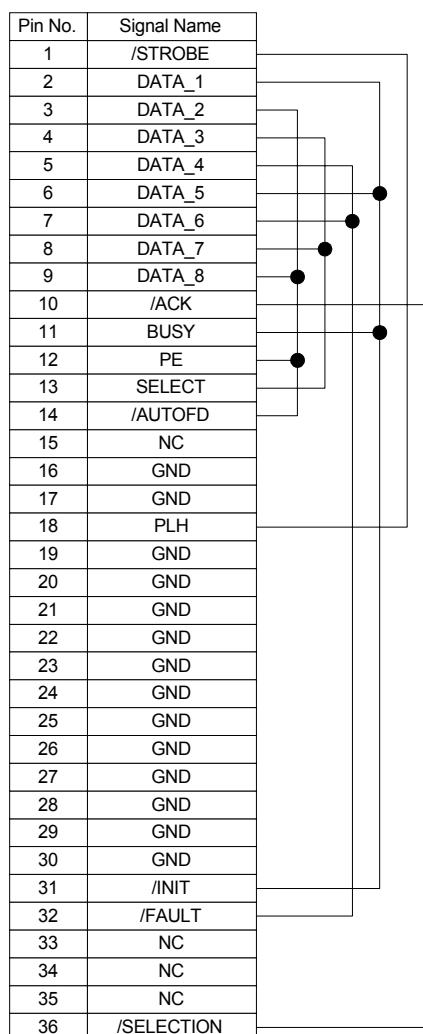 Pin No. Signal Name
1 /STROBE
2 DATA_1
3 DATA_2
4 DATA_3
5 DATA_4
6 DATA_5
7 DATA_6
8 DATA_7
9 DATA_8
10 /ACK
11 BUSY
12 PE
13 SELECT
14 /AUTOFD
15 NC
16 GND
17 GND
18 PLH
19 GND
20 GND
21 GND
22 GND
23 GND
24 GND
25 GND
26 GND
27 GND
28 GND
29 GND
30 GND
31 /INIT
32 /FAULT
33 NC
34 NC
35 NC
36 /SELECTION